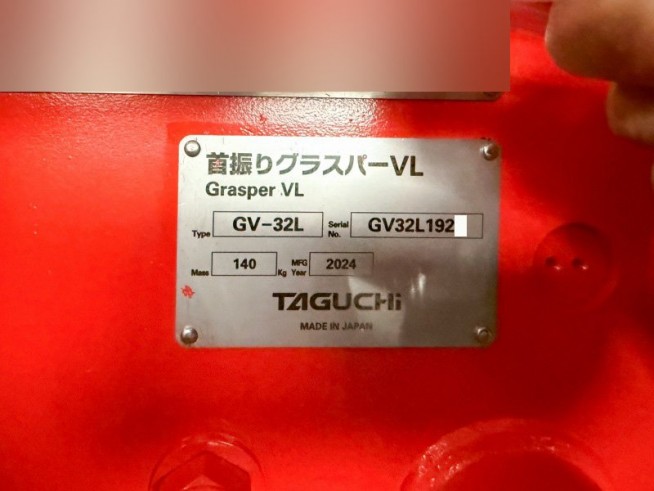 首振りグラスパーVL
Grasper VL
Type GV-32L Serial No. GV32L192
Mass 140 Kg MFG Year 2024
TAGUCHi
MADE IN JAPAN